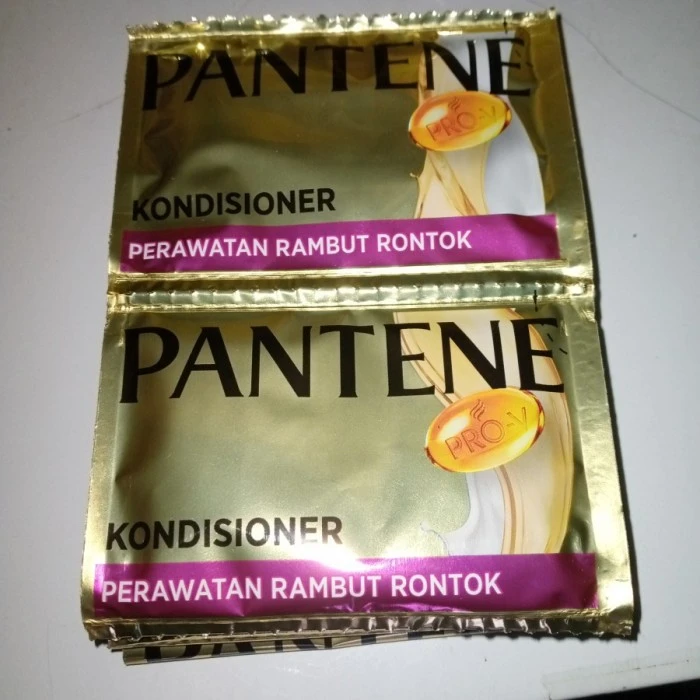 PANTENE
PRO-V
KONDISIONER
PERAWATAN RAMBUT RONTOK
PANTENE
PRO-V
KONDISIONER
PERAWATAN RAMBUT RONTOK